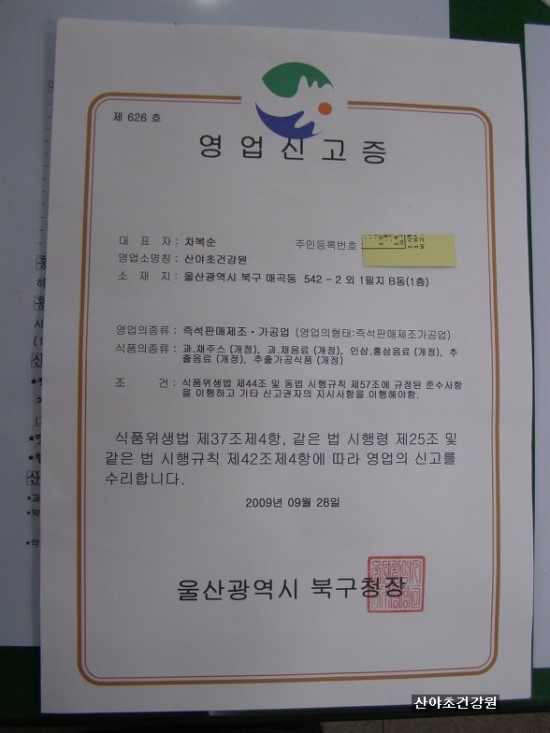 제 626 호
영업신고증
대 표 자 : 차복순
주민등록번호 :
영업소명칭 : 산야초건강원
소 재 지 : 울산광역시 북구 매곡동 542 - 2 외 1필지 B동(1층)
영업의종류 : 즉석판매제조・가공업 (영업의형태:즉석판매제조가공업)
식품의종류 : 과.채주스 (개정), 과.채음료 (개정), 인삼.홍삼음료 (개정), 추
출음료 (개정), 추출가공식품 (개정)
조 건 : 식품위생법 제44조 및 동법 시행규칙 제57조에 규정된 준수사항
을 이행하고 기타 신고권자의 지시사항을 이행해야함.
식품위생법 제37조제4항, 같은 법 시행령 제25조 및
같은 법 시행규칙 제42조제4항에 따라 영업의 신고를
수리합니다.
2009년 09월 28일
울산광역시 북구청장
산야초건강원